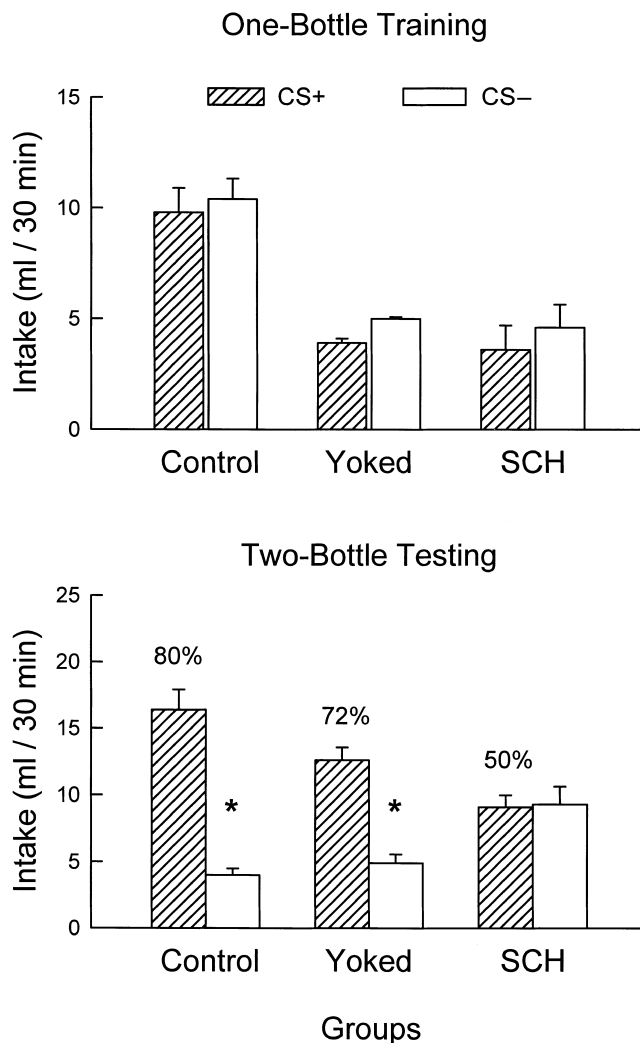 One-Bottle Training
15
CS+ CS–
10
5
0
Intake (ml / 30 min)
Control Yoked SCH
Two-Bottle Testing
25
20
80%
72%
15
50%
10
* *
5
0
Intake (ml / 30 min)
Control Yoked SCH
Groups